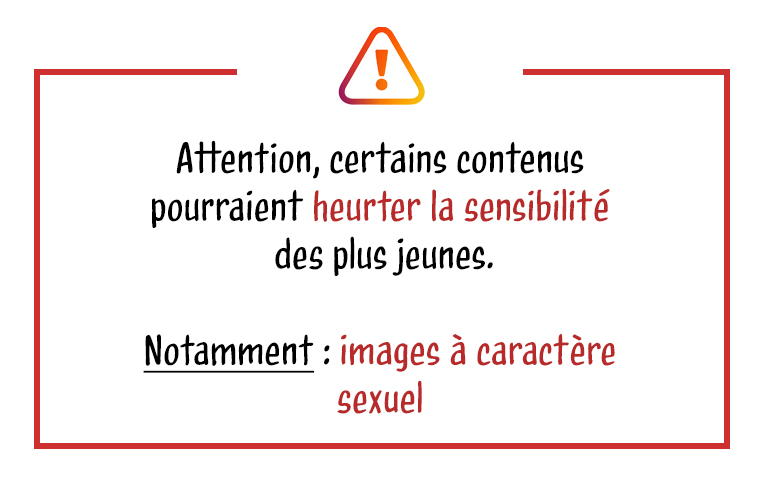 Attention, certains contenus
pourraient heurter la sensibilité
des plus jeunes.
Notamment : images à caractère
sexuel